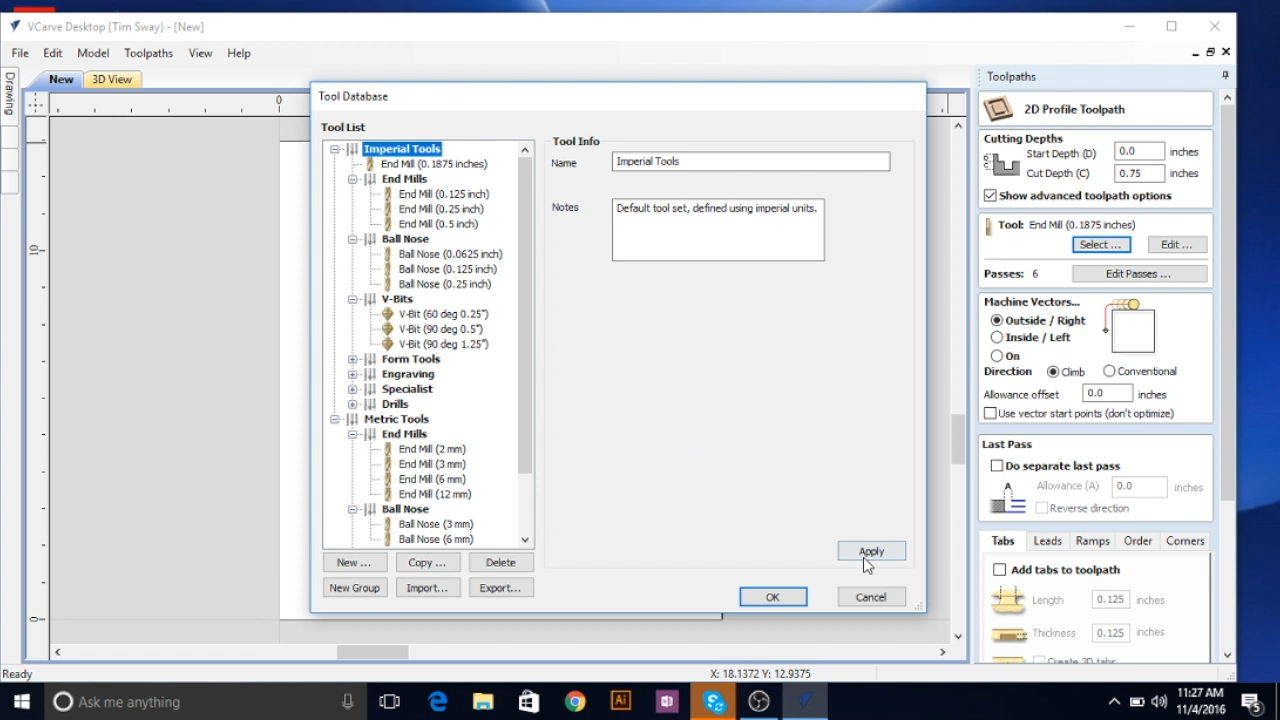 VCarve Desktop {Tim Sway} - [New]
File Edit Model Toolpaths View Help
New 3D View
Drawing
0
10
0
Tool Database
Tool List
Imperial Tools
End Mill (0.1875 inches)
End Mills
End Mill (0.125 inch)
End Mill (0.25 inch)
End Mill (0.5 inch)
Ball Nose
Ball Nose (0.0625 inch)
Ball Nose (0.125 inch)
Ball Nose (0.25 inch)
V-Bits
V-Bit (60 deg 0.25")
V-Bit (90 deg 0.5")
V-Bit (90 deg 1.25")
Form Tools
Engraving
Specialist
Drills
Metric Tools
End Mills
End Mill (2 mm)
End Mill (3 mm)
End Mill (6 mm)
End Mill (12 mm)
Ball Nose
Ball Nose (3 mm)
Ball Nose (6 mm)
New ... Copy ... Delete
New Group Import... Export...
Tool Info
Name Imperial Tools
Notes Default tool set, defined using imperial units.
Apply
OK Cancel
Toolpaths
2D Profile Toolpath
Cutting Depths
Start Depth (D) 0.0 inches
Cut Depth (C) 0.75 inches
Show advanced toolpath options
Tool: End Mill (0.1875 inches)
Select ... Edit ...
Passes: 6 Edit Passes ...
Machine Vectors...
Outside / Right
Inside / Left
On
Direction Climb Conventional
Allowance offset 0.0 inches
Use vector start points (don't optimize)
Last Pass
Do separate last pass
A Allowance (A) 0.0 inches
Reverse direction
Tabs Leads Ramps Order Corners
Add tabs to toolpath
Length 0.125 inches
Thickness 0.125 inches
Create 3D tabs
Ready X: 18.1372 Y: 12.9375
Ask me anything
Ai
11:27 AM
11/4/2016
5